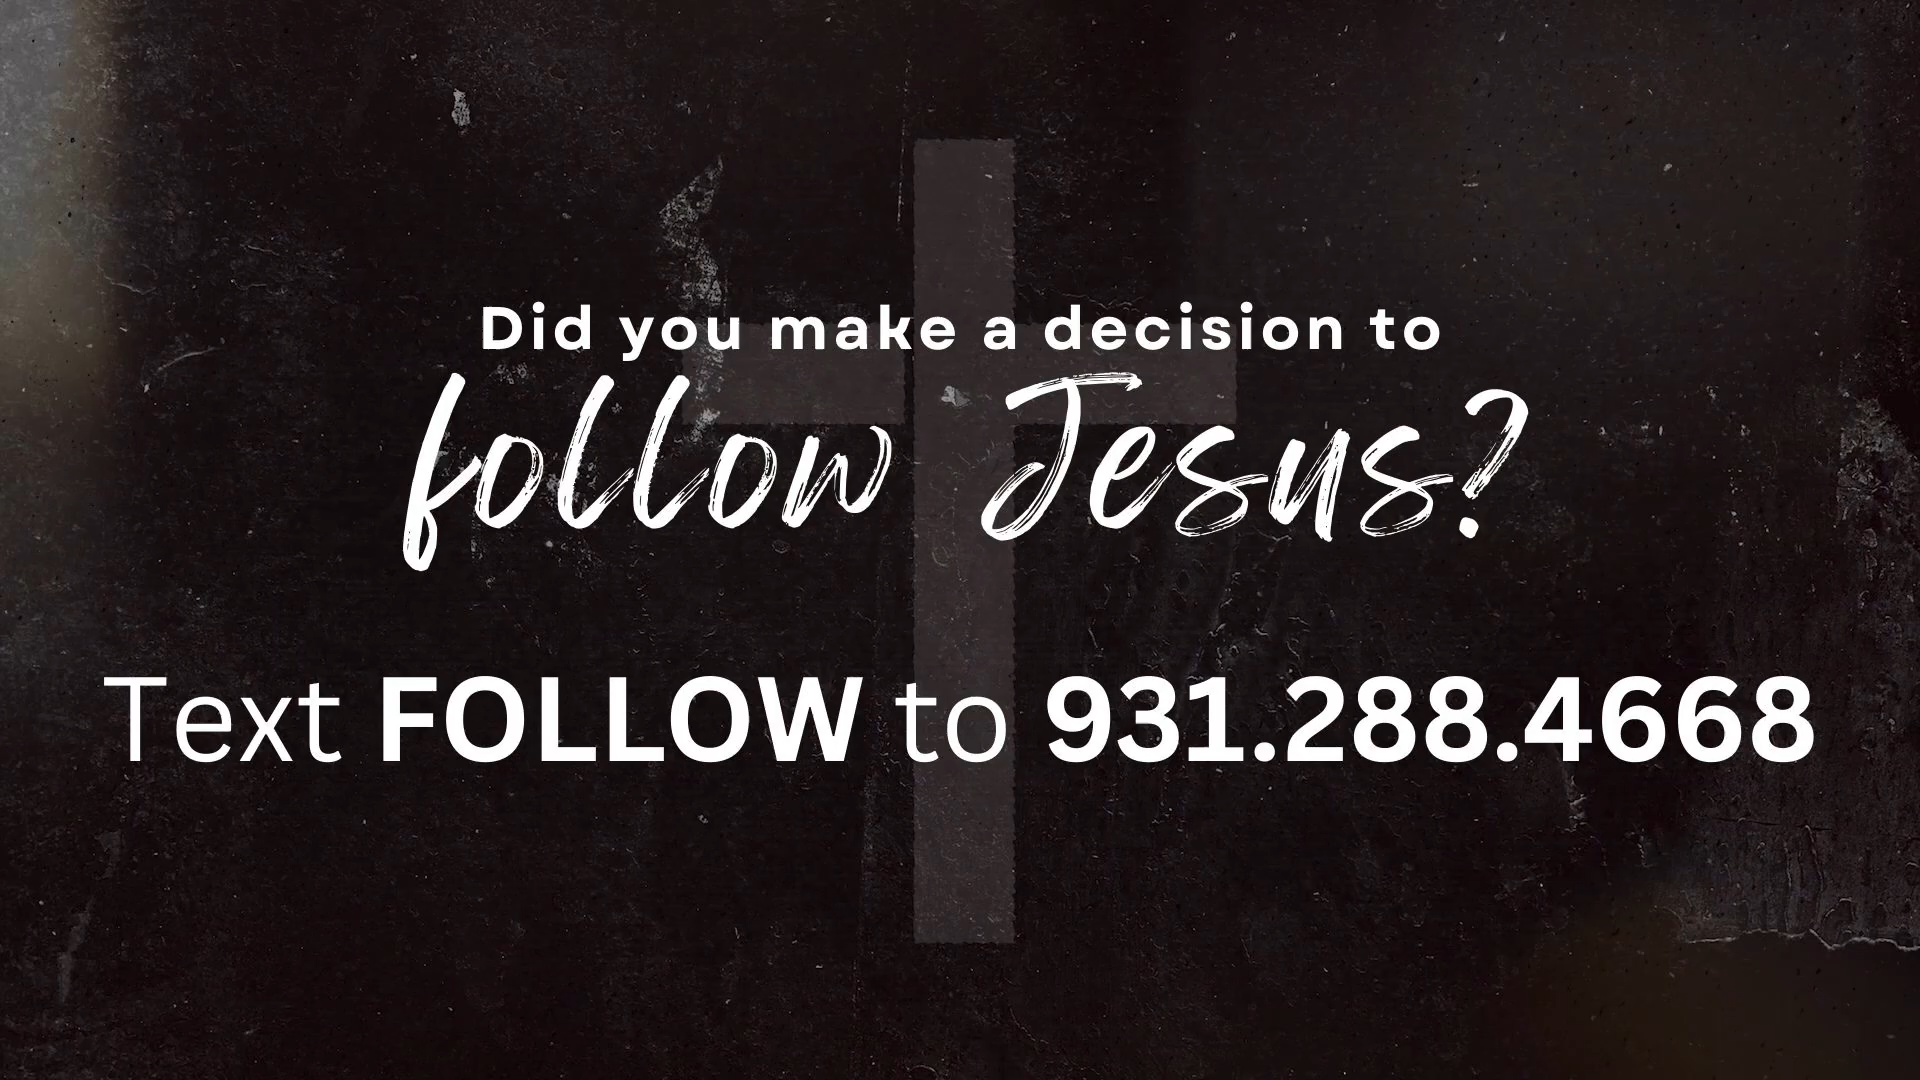 Did you make a decision to
follow Jesus?
Text FOLLOW to 931.288.4668